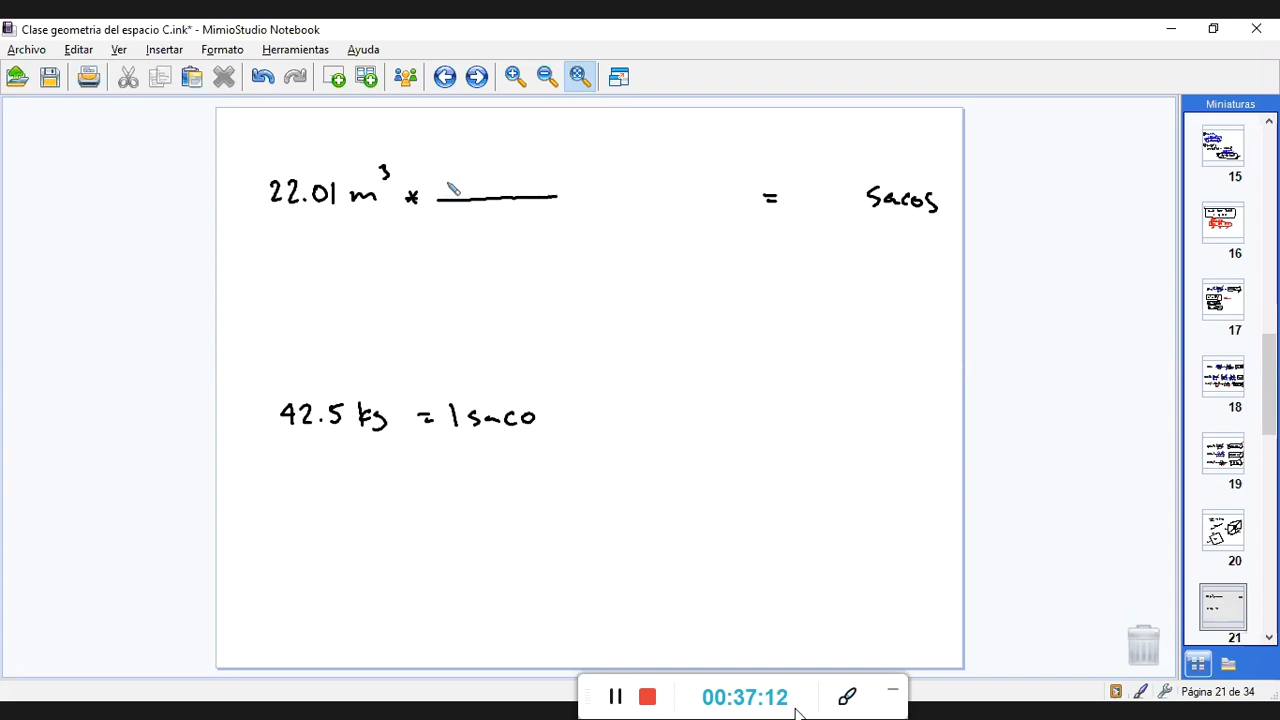 Clase geometria del espacio C.ink* - MimioStudio Notebook
Archivo Editar Ver Insertar Formato Herramientas Ayuda
Miniaturas
22.01 m³ * = sacos
42.5 kg = 1 saco
15
16
17
18
19
20
21
Página 21 de 34
00:37:12